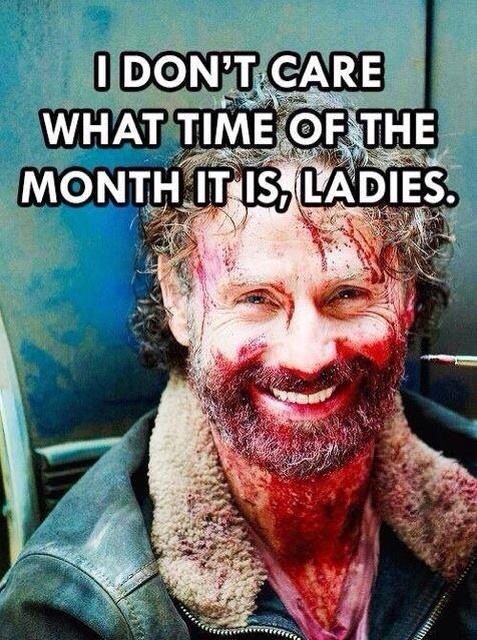 I DON'T CARE
WHAT TIME OF THE
MONTH IT IS, LADIES.